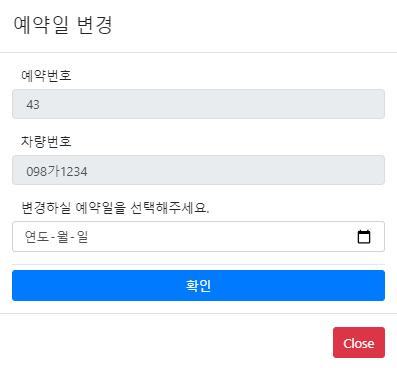 예약일 변경
예약번호
43
차량번호
098가1234
변경하실 예약일을 선택해주세요.
연도-월-일
확인
Close